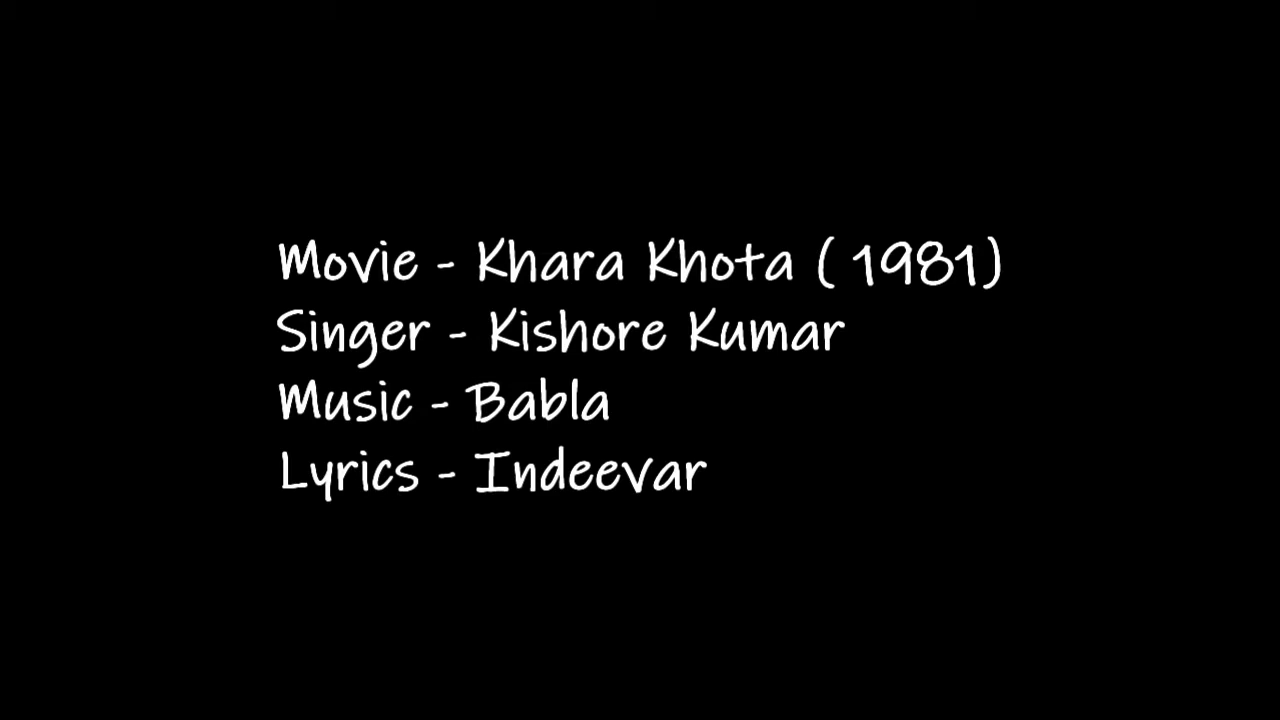 Movie - Khara Khota ( 1981)
Singer - Kishore Kumar
Music - Babla
Lyrics - Indeevar